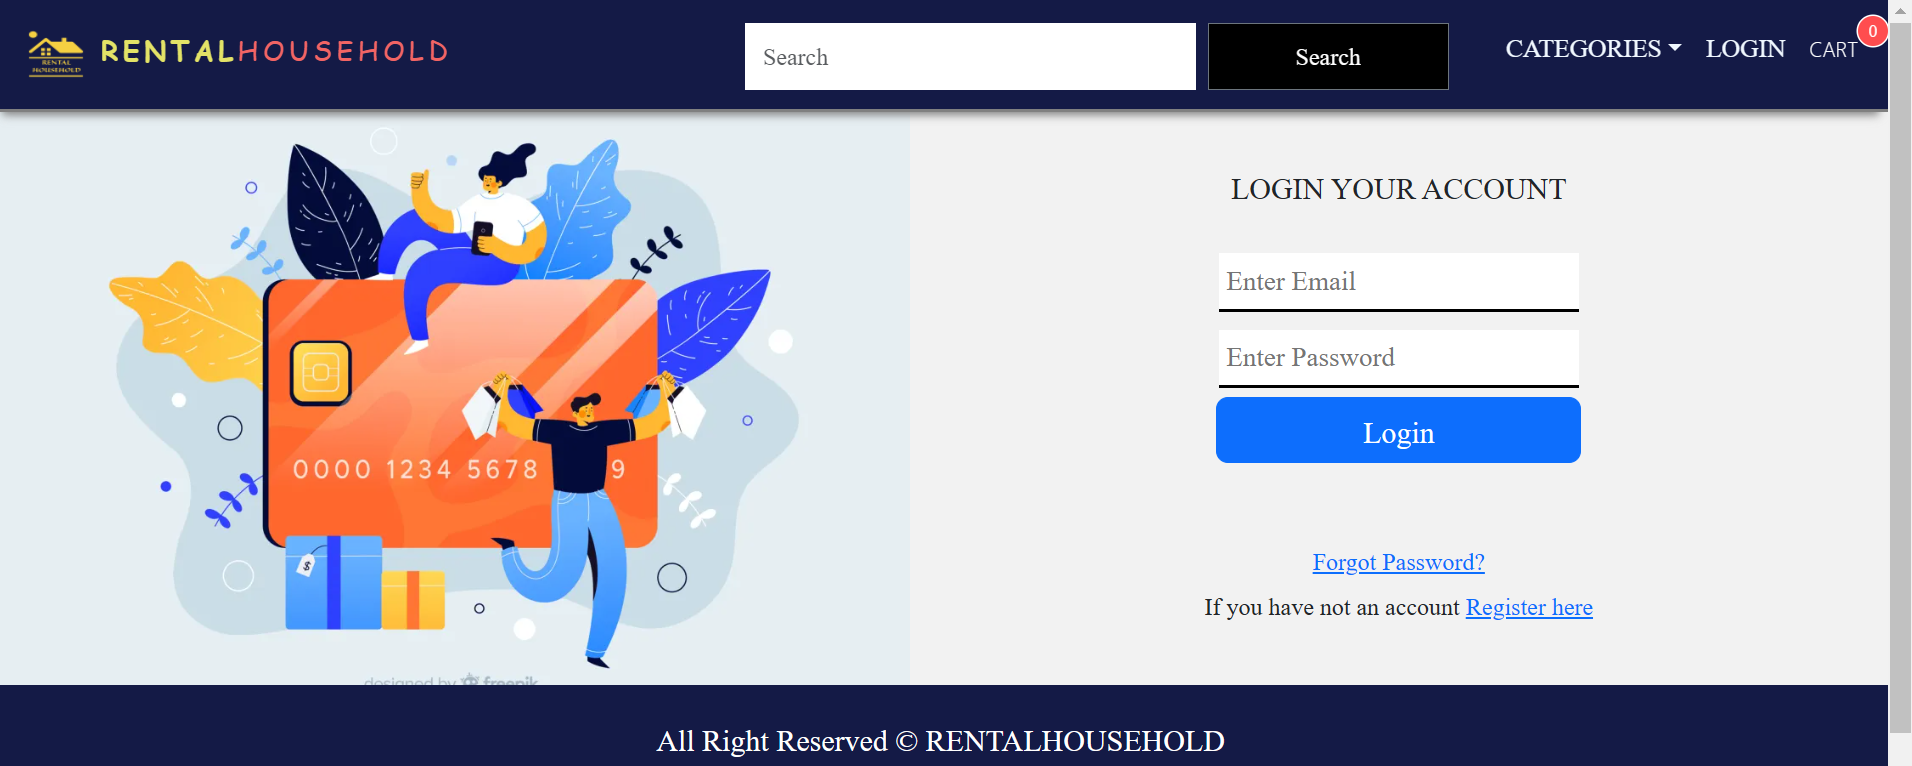 RENTAL
HOUSEHOLD
RENTALHOUSEHOLD
Search
Search
CATEGORIES
LOGIN
CART
0
LOGIN YOUR ACCOUNT
Enter Email
Enter Password
Login
Forgot Password?
If you have not an account Register here
0000 1234 5678 9
$
designed by freepik
All Right Reserved © RENTALHOUSEHOLD